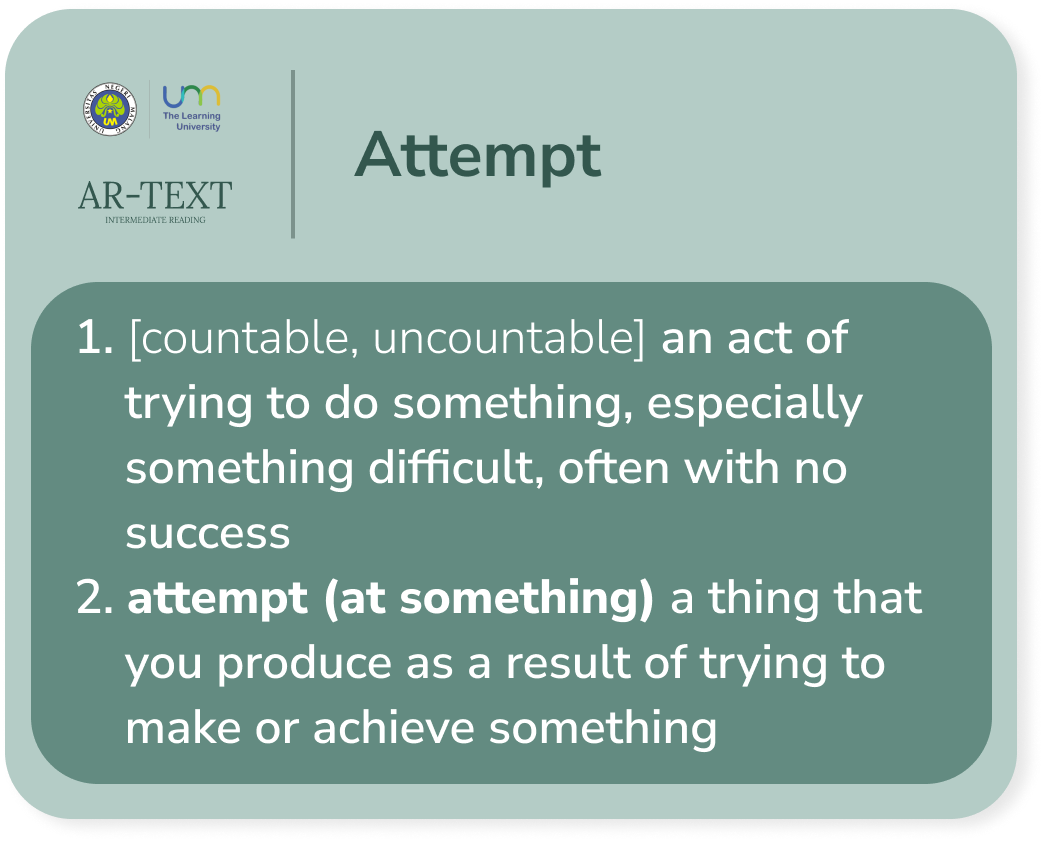 UNIVERSITAS NEGERI MALANG
UM
um
The Learning
University
AR-TEXT
INTERMEDIATE READING
Attempt
1. [countable, uncountable] an act of
trying to do something, especially
something difficult, often with no
success
2. attempt (at something) a thing that
you produce as a result of trying to
make or achieve something